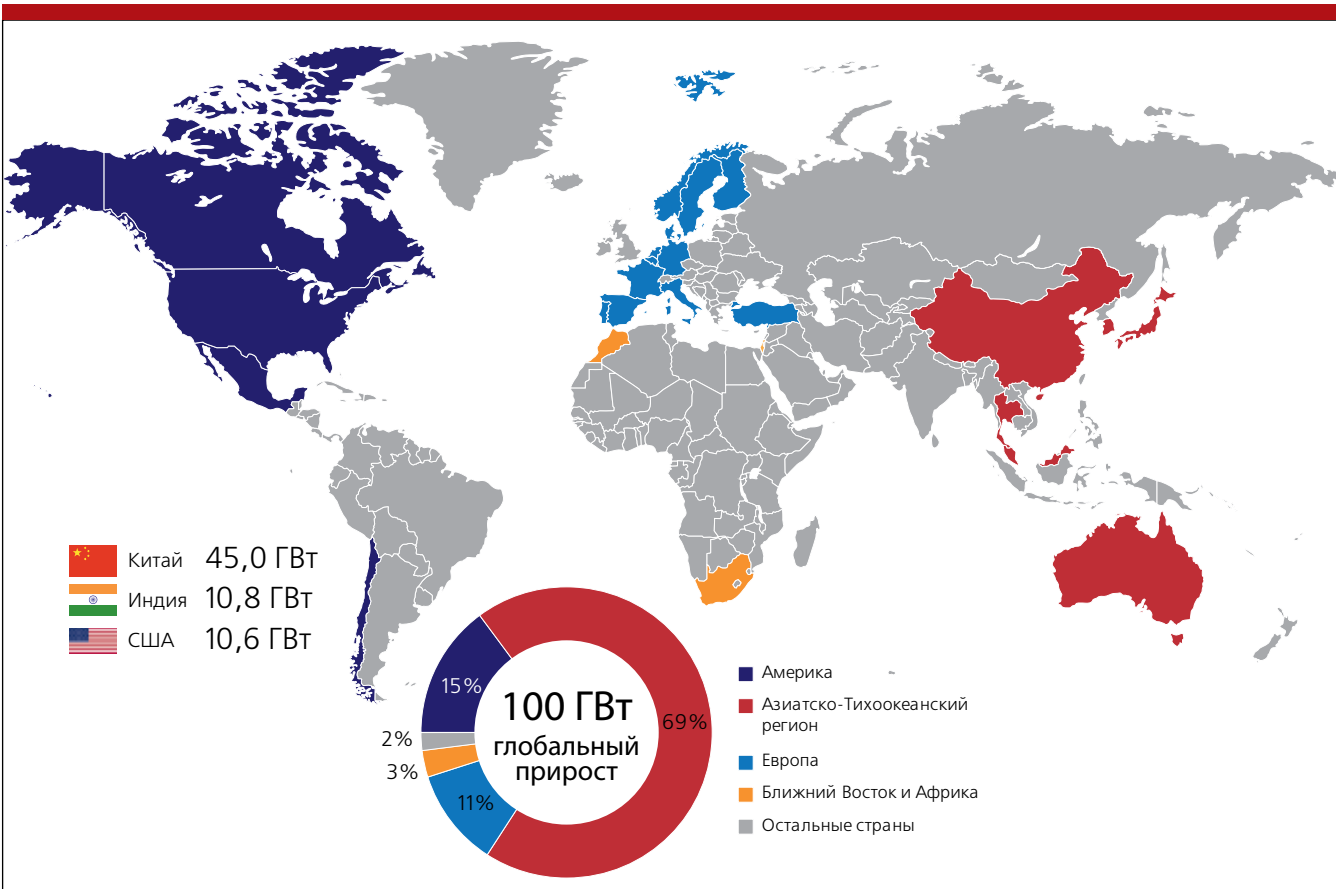 Китай 45,0 ГВт
Индия 10,8 ГВт
США 10,6 ГВт
15%
2%
3%
11%
69%
100 ГВт
глобальный
прирост
Америка
Азиатско-Тихоокеанский
регион
Европа
Ближний Восток и Африка
Остальные страны